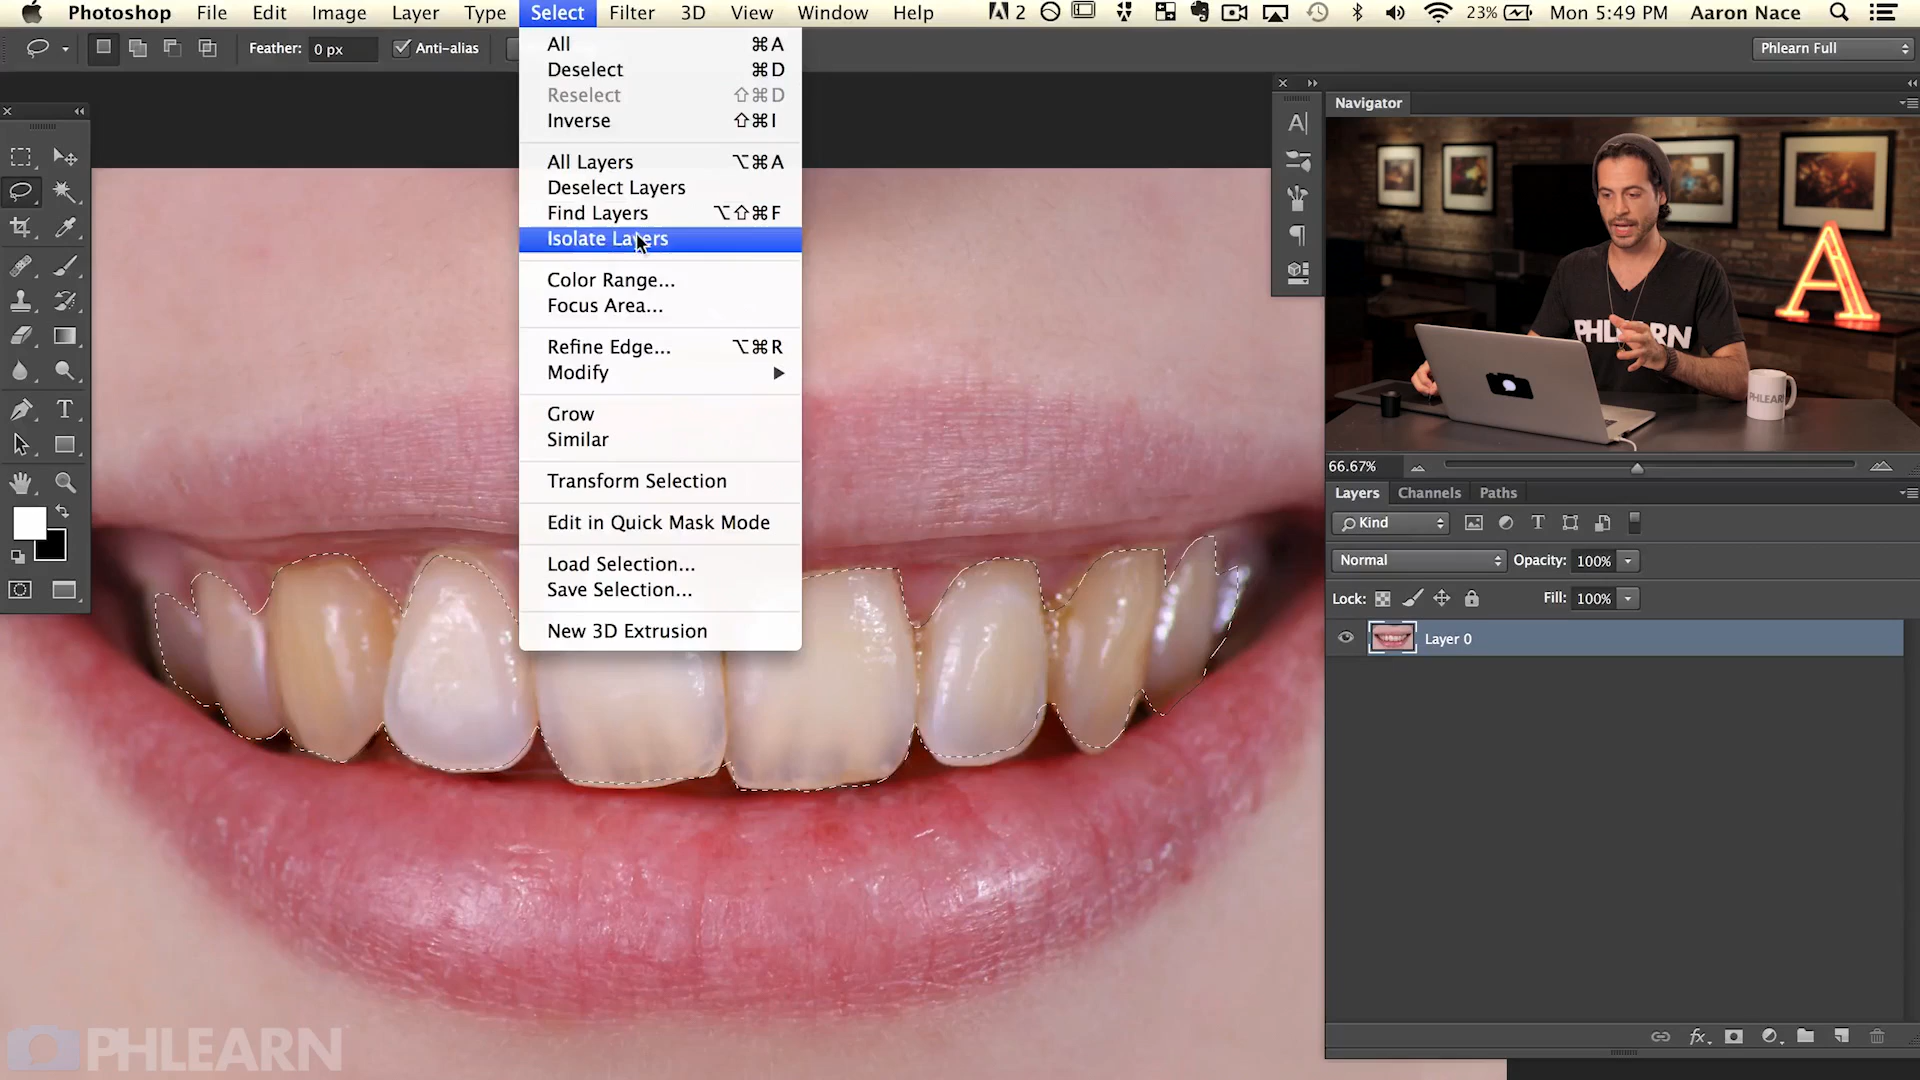 Photoshop File Edit Image Layer Type Select Filter 3D View Window Help 2 23% Mon 5:49 PM Aaron Nace
Feather: 0 px Anti-alias Phlearn Full
All ⌘A
Deselect ⌘D
Reselect ⇧⌘D
Inverse ⇧⌘I
All Layers ⌥⌘A
Deselect Layers
Find Layers ⌥⇧⌘F
Isolate Layers
Color Range...
Focus Area...
Refine Edge... ⌥⌘R
Modify
Grow
Similar
Transform Selection
Edit in Quick Mask Mode
Load Selection...
Save Selection...
New 3D Extrusion
Navigator
PHLEARN
PHLEARN
A
66.67%
Layers Channels Paths
Kind
Normal Opacity: 100%
Lock: Fill: 100%
Layer 0
fx
PHLEARN